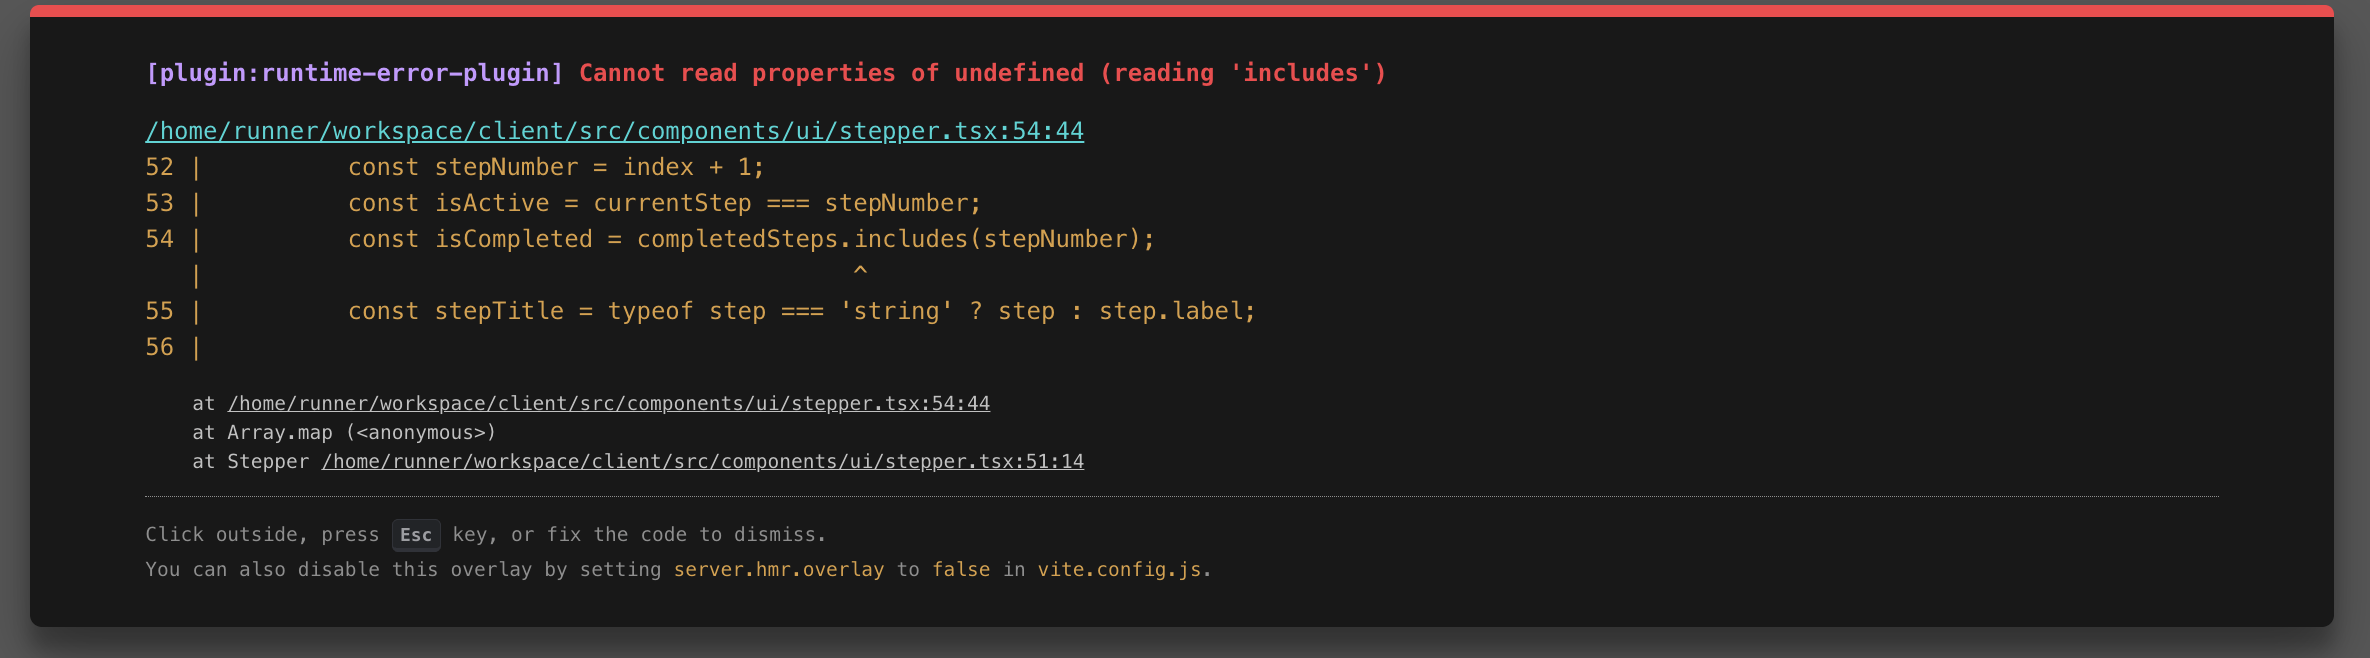 [plugin:runtime-error-plugin] Cannot read properties of undefined (reading 'includes')
/home/runner/workspace/client/src/components/ui/stepper.tsx:54:44
52 |          const stepNumber = index + 1;
53 |          const isActive = currentStep === stepNumber;
54 |          const isCompleted = completedSteps.includes(stepNumber);
   |                                             ^
55 |          const stepTitle = typeof step === 'string' ? step : step.label;
56 |
    at /home/runner/workspace/client/src/components/ui/stepper.tsx:54:44
    at Array.map (<anonymous>)
    at Stepper /home/runner/workspace/client/src/components/ui/stepper.tsx:51:14
Click outside, press Esc key, or fix the code to dismiss.
You can also disable this overlay by setting server.hmr.overlay to false in vite.config.js.